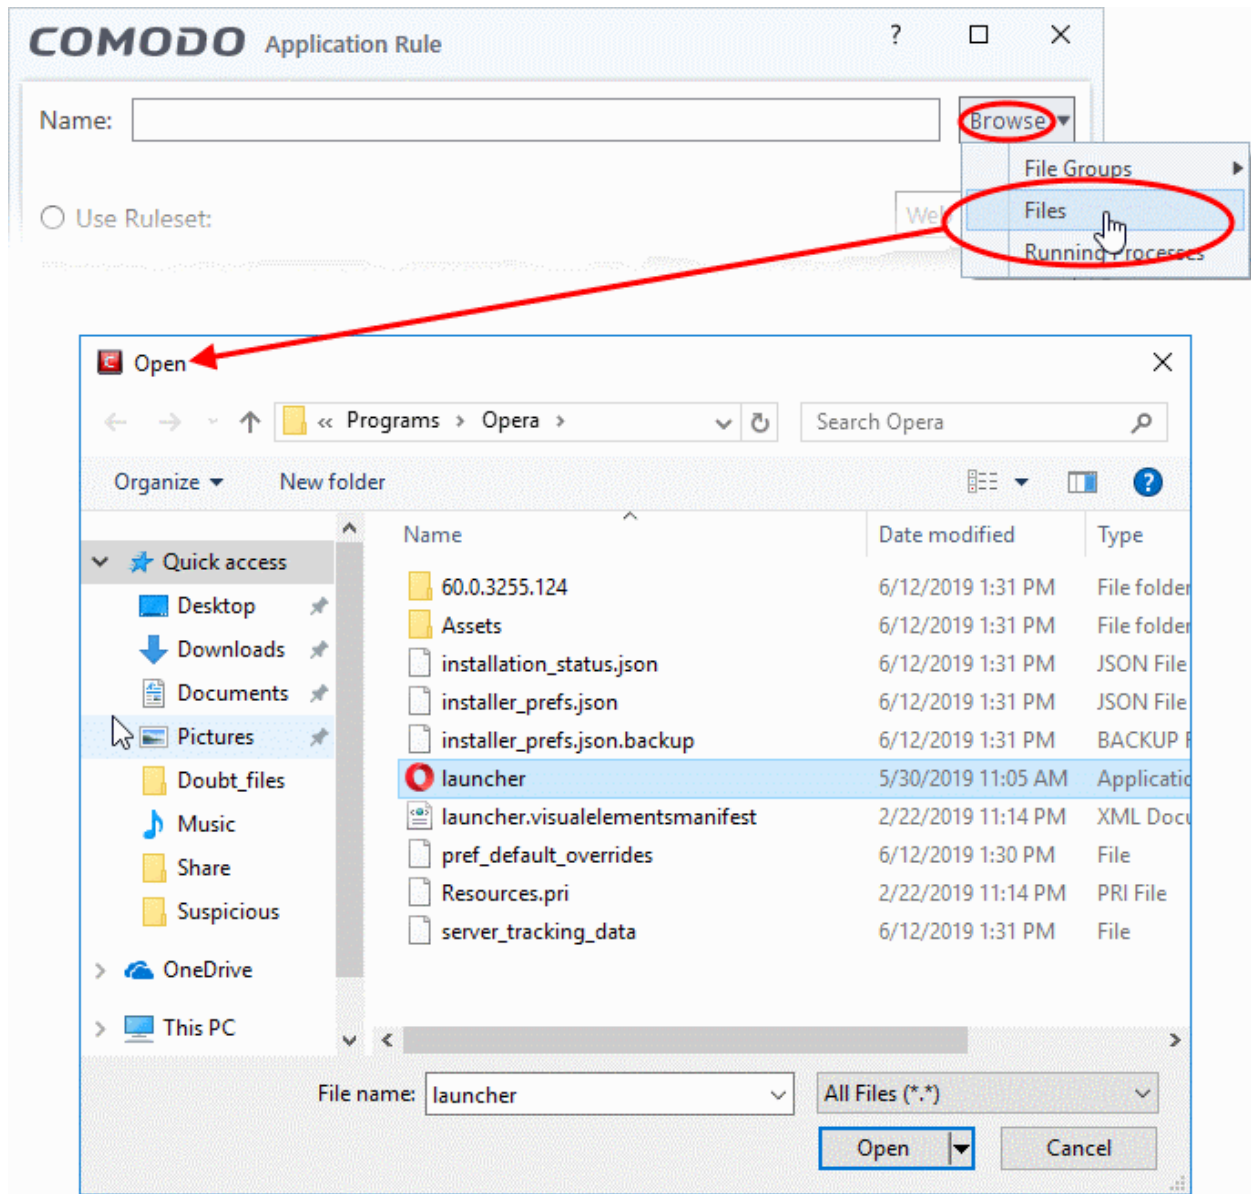 COMODO Application Rule ?
Name: Browse
File Groups
Use Ruleset: Files
Running Processes
Open
« Programs > Opera > Search Opera
Organize New folder ?
Name Date modified Type
Quick access
Desktop
Downloads
Documents
Pictures
Doubt_files
Music
Share
Suspicious
OneDrive
This PC
60.0.3255.124 6/12/2019 1:31 PM File folder
Assets 6/12/2019 1:31 PM File folder
installation_status.json 6/12/2019 1:31 PM JSON File
installer_prefs.json 6/12/2019 1:31 PM JSON File
installer_prefs.json.backup 6/12/2019 1:31 PM BACKUP F
launcher 5/30/2019 11:05 AM Applicatic
launcher.visualelementsmanifest 2/22/2019 11:14 PM XML Docu
pref_default_overrides 6/12/2019 1:30 PM File
Resources.pri 2/22/2019 11:14 PM PRI File
server_tracking_data 6/12/2019 1:31 PM File
File name: launcher All Files (*.*)
Open Cancel